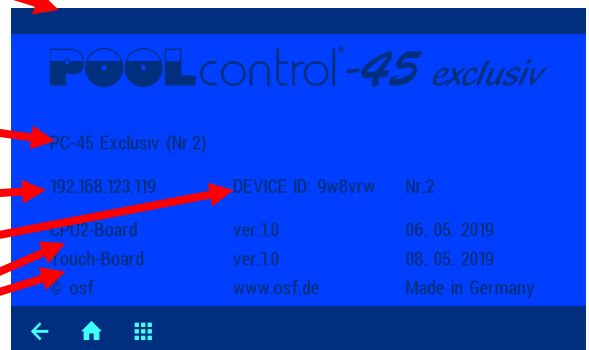 POOL control®-45 exclusiv
PC-45 Exclusiv (Nr.2)
192.168.123.119 DEVICE ID: 9w8vrw Nr.2
CPU2-Board ver.1.0 06. 05. 2019
Touch-Board ver.1.0 08. 05. 2019
© osf www.osf.de Made in Germany